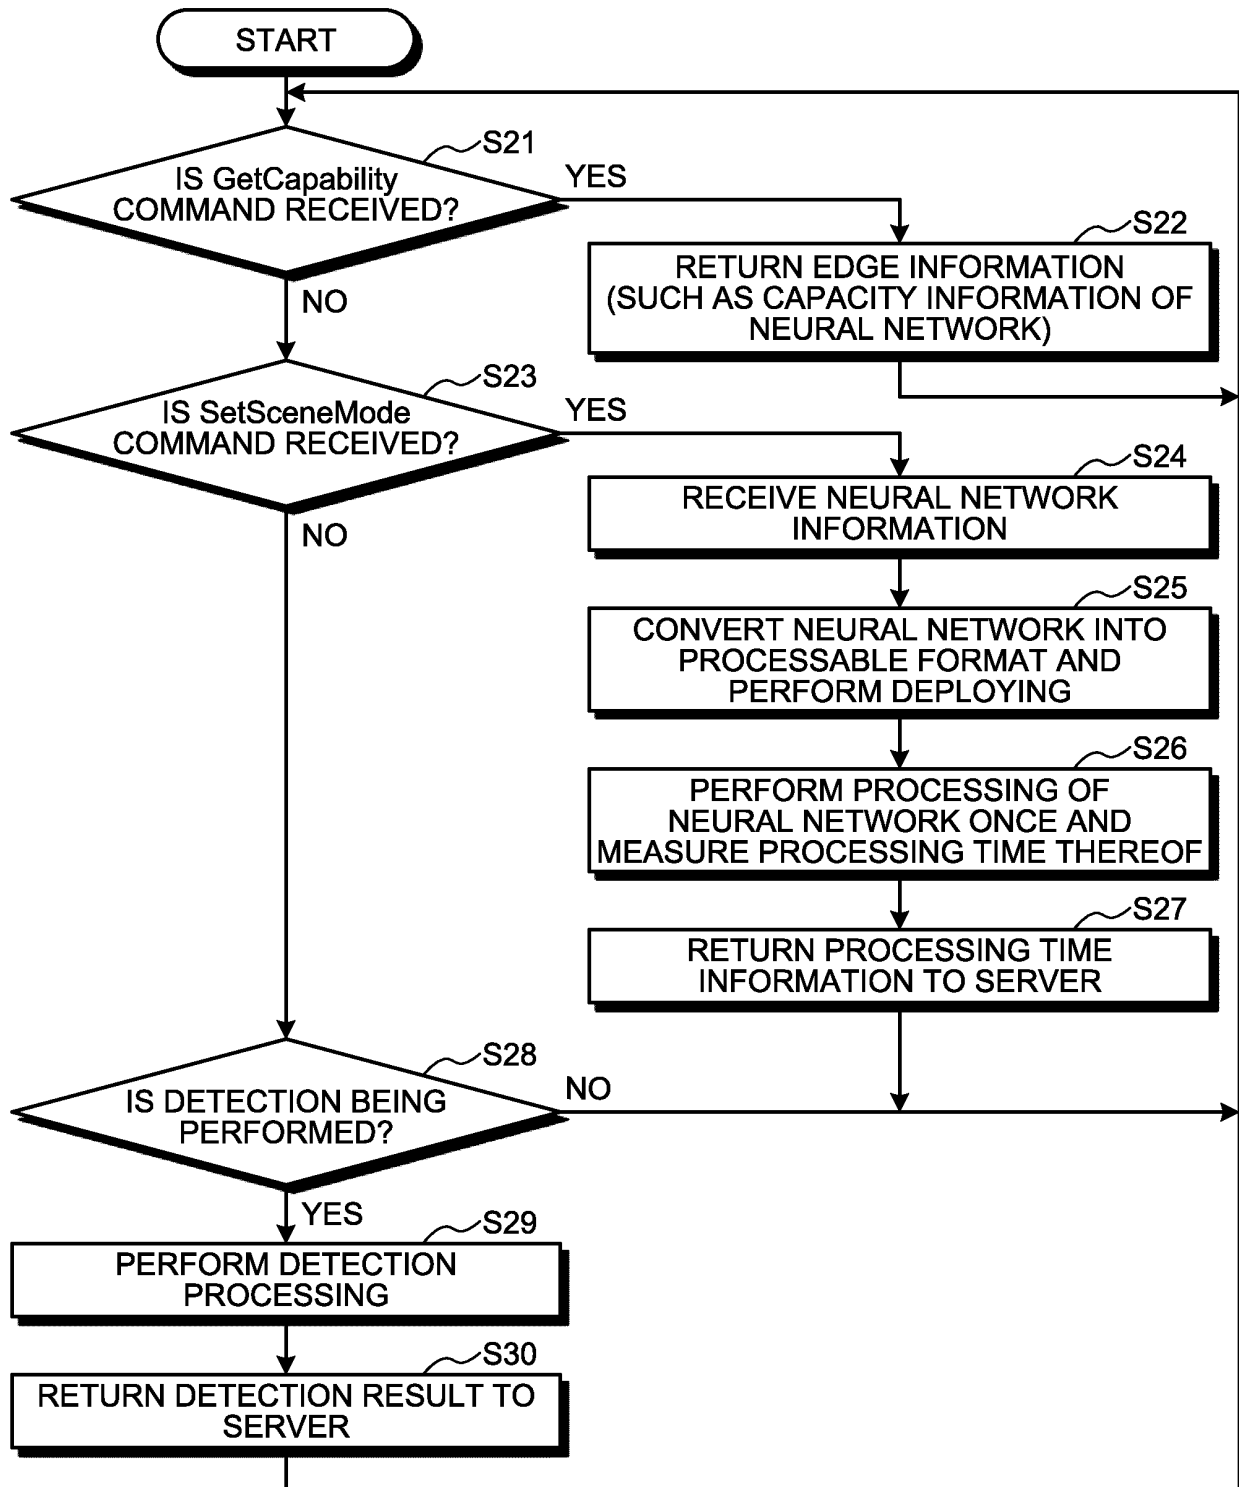 START
S21
IS GetCapability
COMMAND RECEIVED?
YES
NO
S22
RETURN EDGE INFORMATION
(SUCH AS CAPACITY INFORMATION OF
NEURAL NETWORK)
S23
IS SetSceneMode
COMMAND RECEIVED?
YES
NO
S24
RECEIVE NEURAL NETWORK
INFORMATION
S25
CONVERT NEURAL NETWORK INTO
PROCESSABLE FORMAT AND
PERFORM DEPLOYING
S26
PERFORM PROCESSING OF
NEURAL NETWORK ONCE AND
MEASURE PROCESSING TIME THEREOF
S27
RETURN PROCESSING TIME
INFORMATION TO SERVER
S28
IS DETECTION BEING
PERFORMED?
NO
YES
S29
PERFORM DETECTION
PROCESSING
S30
RETURN DETECTION RESULT TO
SERVER